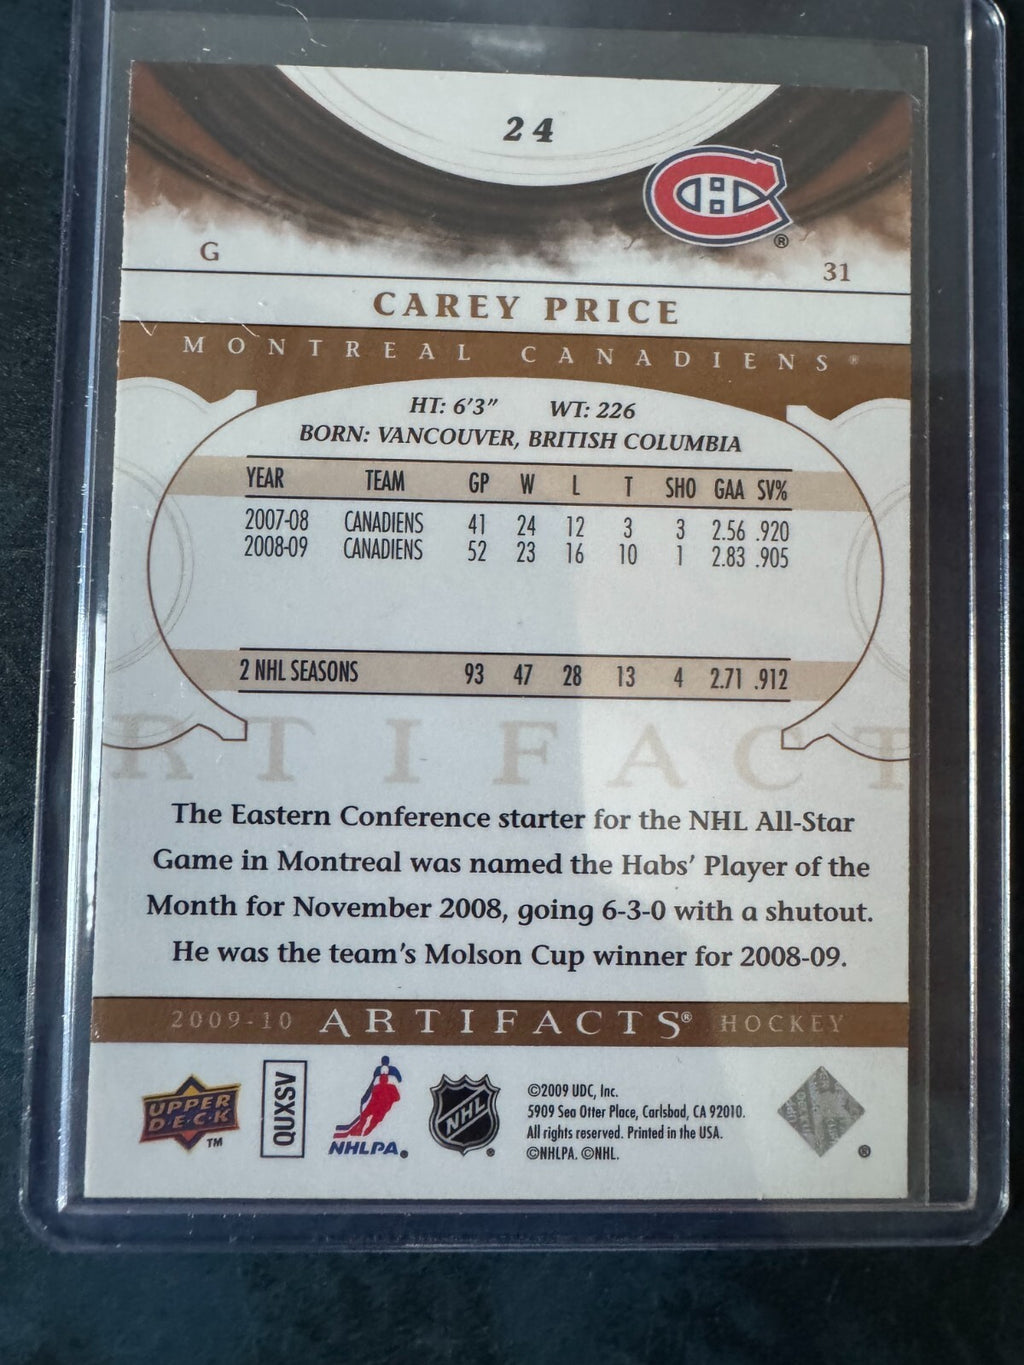 24
®
G
31
CAREY PRICE
MONTREAL CANADIENS®
HT: 6'3" WT: 226
BORN: VANCOUVER, BRITISH COLUMBIA
YEAR TEAM GP W L T SHO GAA SV%
2007-08 CANADIENS 41 24 12 3 3 2.56 .920
2008-09 CANADIENS 52 23 16 10 1 2.83 .905
2 NHL SEASONS 93 47 28 13 4 2.71 .912
RTIFACT
The Eastern Conference starter for the NHL All-Star
Game in Montreal was named the Habs' Player of the
Month for November 2008, going 6-3-0 with a shutout.
He was the team's Molson Cup winner for 2008-09.
2009-10 ARTIFACTS® HOCKEY
UPPER
DECK
TM
QUXSV
NHLPA®
NHL
®
©2009 UDC, Inc.
5909 Sea Otter Place, Carlsbad, CA 92010.
All rights reserved. Printed in the USA.
©NHLPA. ©NHL.
®